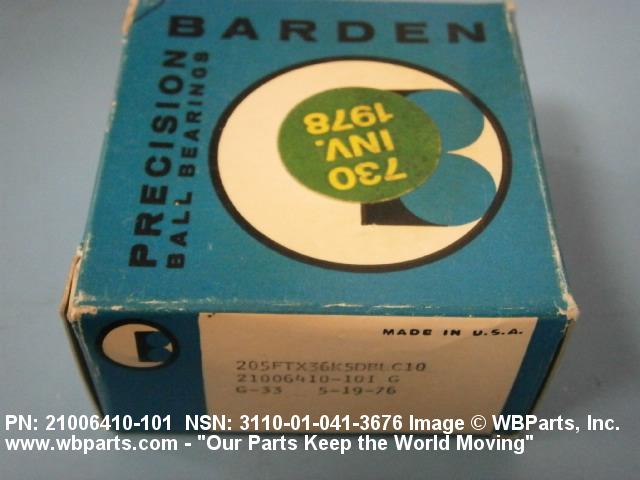 BARDEN
PRECISION
BALL BEARINGS
730
INV.
1978
MADE IN U.S.A.
205FTX36K5DBLC10
21006410-101 G
G-33 5-19-76
PN: 21006410-101 NSN: 3110-01-041-3676 Image © WBParts, Inc.
www.wbparts.com - "Our Parts Keep the World Moving"